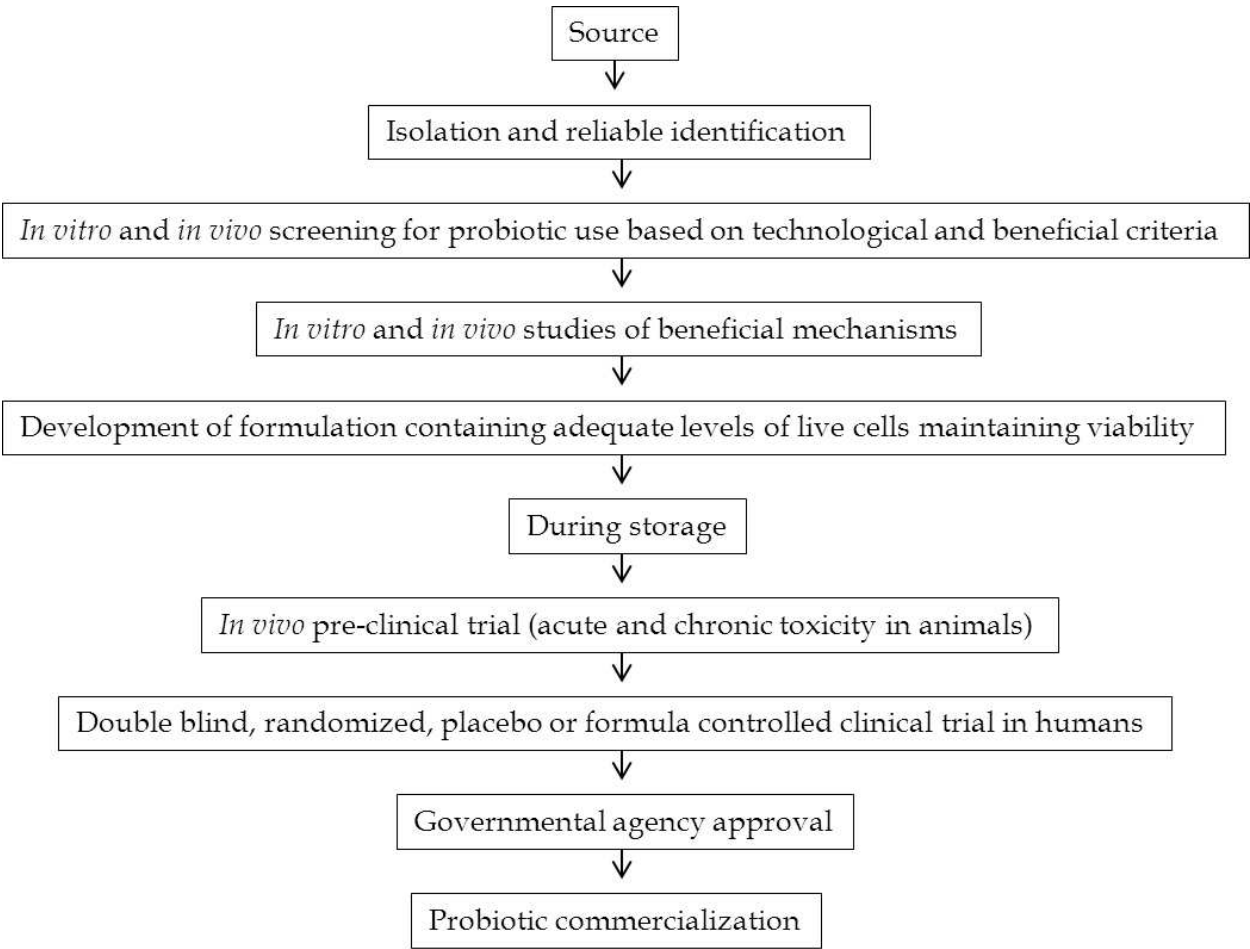 Source
Isolation and reliable identification
In vitro and in vivo screening for probiotic use based on technological and beneficial criteria
In vitro and in vivo studies of beneficial mechanisms
Development of formulation containing adequate levels of live cells maintaining viability
During storage
In vivo pre-clinical trial (acute and chronic toxicity in animals)
Double blind, randomized, placebo or formula controlled clinical trial in humans
Governmental agency approval
Probiotic commercialization